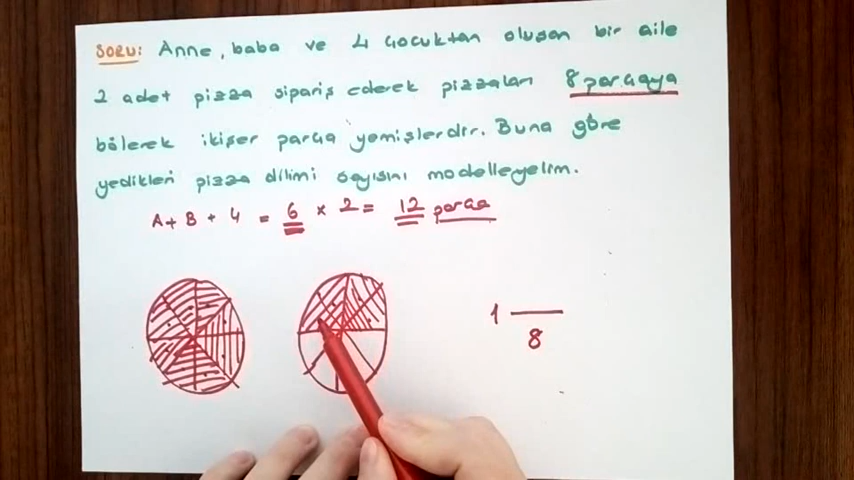 SORU: Anne, baba ve 4 çocuktan oluşan bir aile
2 adet pizza sipariş ederek pizzaları 8 parçaya
bölerek ikişer parça yemişlerdir. Buna göre
yedikleri pizza dilimi sayısını modelleyelim.
A + B + 4 = 6 x 2 = 12 parça
1 —
8